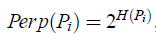 Perp(P_i) = 2^{H(P_i)},